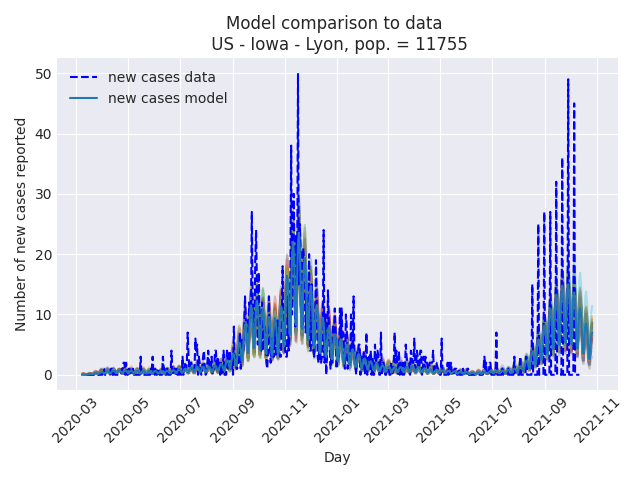 Model comparison to data
US - Iowa - Lyon, pop. = 11755
new cases data
new cases model
Number of new cases reported
50
40
30
20
10
0
2020-03
2020-05
2020-07
2020-09
2020-11
2021-01
2021-03
2021-05
2021-07
2021-09
2021-11
Day